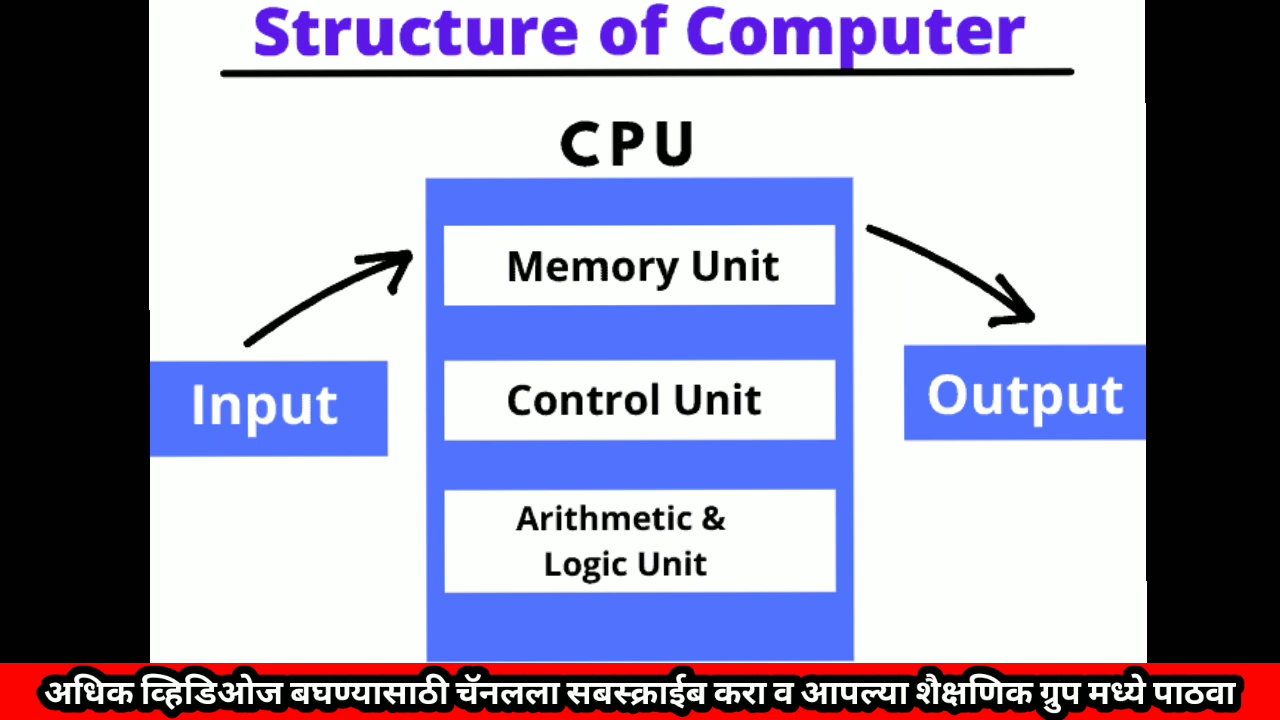 Structure of Computer
CPU
Memory Unit
Input
Control Unit
Output
Arithmetic &
Logic Unit
अधिक व्हिडिओज बघण्यासाठी चॅनलला सबस्क्राईब करा व आपल्या शैक्षणिक ग्रुप मध्ये पाठवा